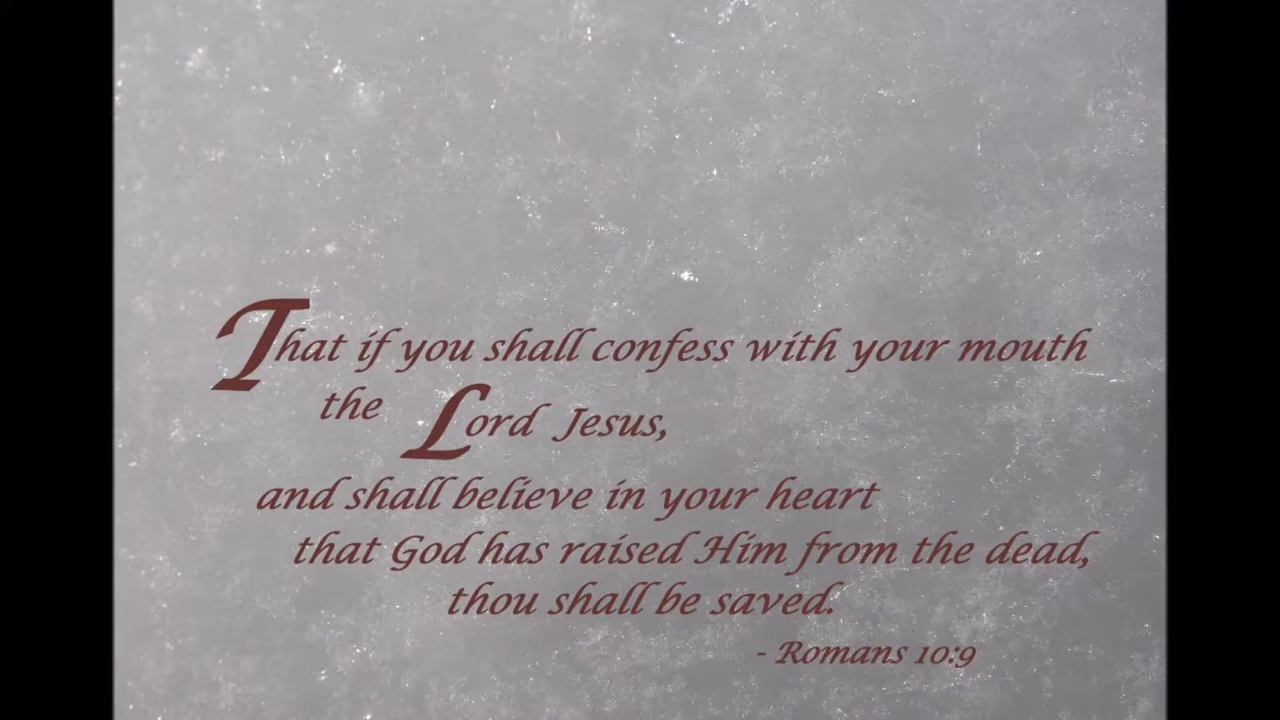 That if you shall confess with your mouth
the Lord Jesus,
and shall believe in your heart
that God has raised Him from the dead,
thou shall be saved.
- Romans 10:9